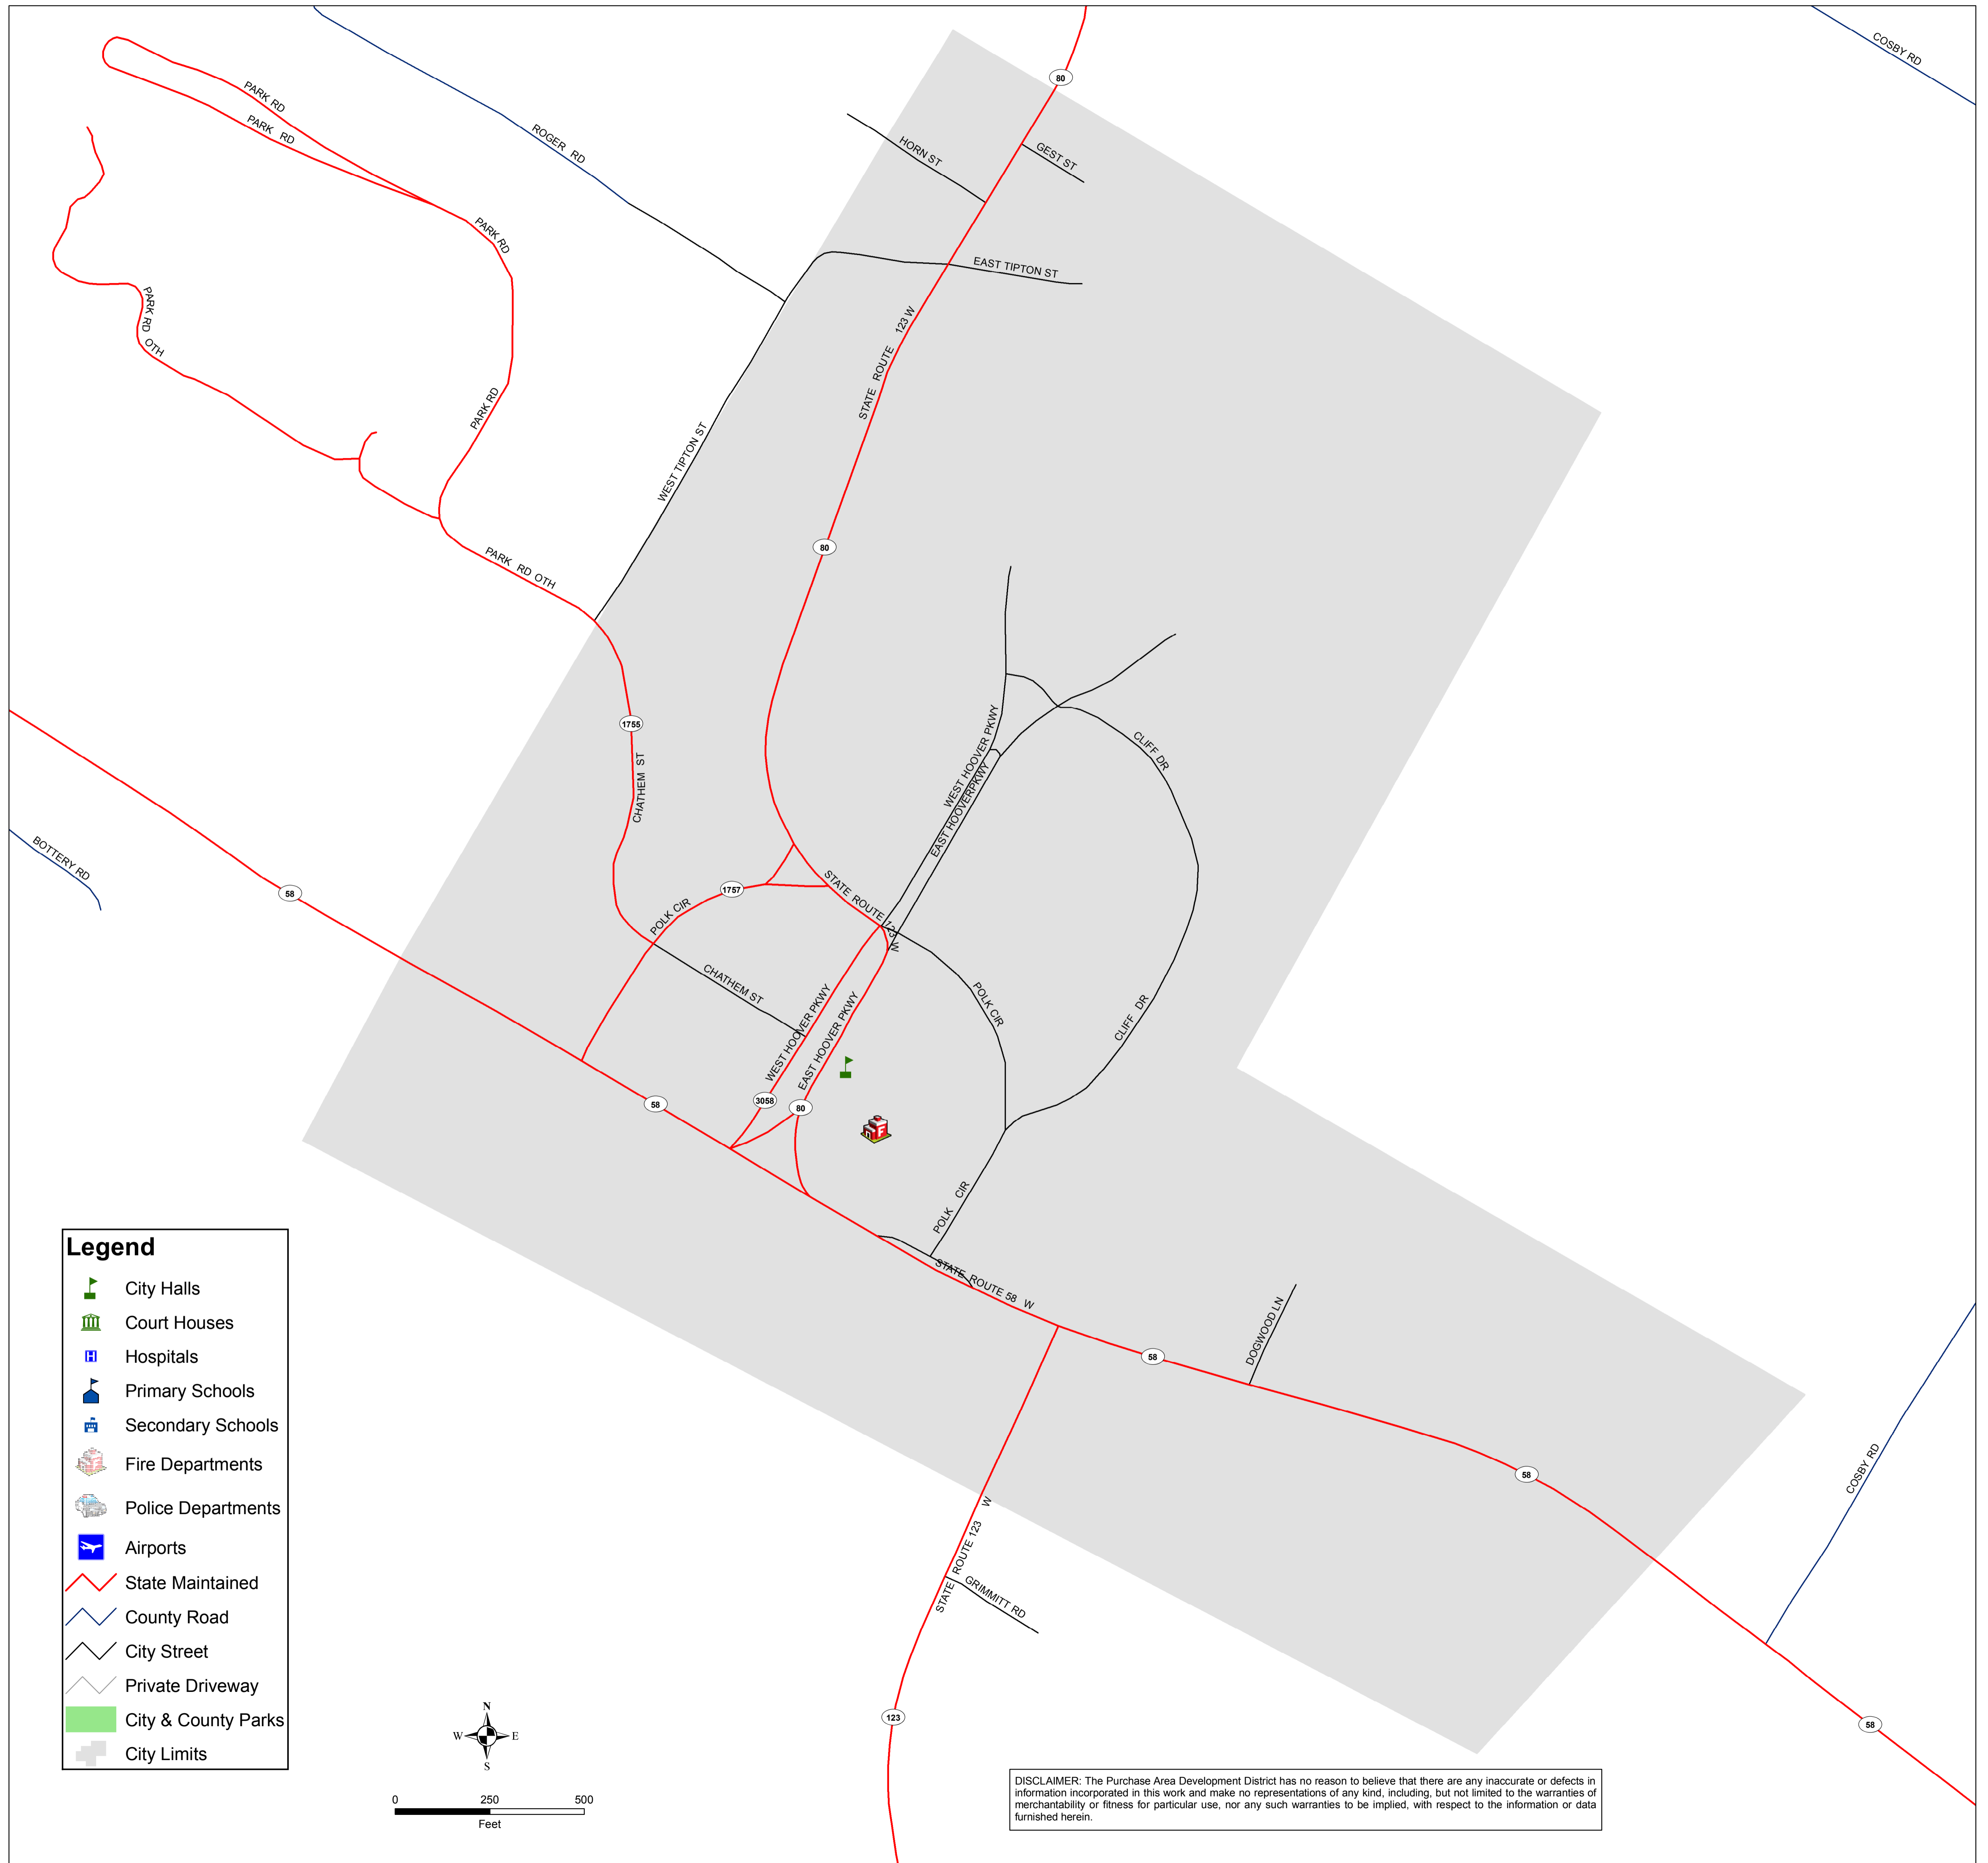 COSBY RD
80
PARK RD
PARK RD
ROGER RD
HORN ST
GEST ST
PARK RD
EAST TIPTON ST
PARK RD OTH
STATE ROUTE 123 W
PARK RD
WEST TIPTON ST
80
PARK RD OTH
1755
CHATHEM ST
WEST HOOVER PKWY
EAST HOOVERPKWY
CLIFF DR
BOTTERY RD
58
1757
POLK CIR
STATE ROUTE 123 W
CHATHEM ST
WEST HOOVER PKWY
EAST HOOVER PKWY
POLK CIR
CLIFF DR
58
3058
80
POLK CIR
STATE ROUTE 58 W
DOGWOOD LN
58
58
COSBY RD
STATE ROUTE 123 W
GRIMMITT RD
123
58
Legend
City Halls
Court Houses
Hospitals
Primary Schools
Secondary Schools
Fire Departments
Police Departments
Airports
State Maintained
County Road
City Street
Private Driveway
City & County Parks
City Limits
N
W E
S
0 250 500
Feet
DISCLAIMER: The Purchase Area Development District has no reason to believe that there are any inaccurate or defects in
information incorporated in this work and make no representations of any kind, including, but not limited to the warranties of
merchantability or fitness for particular use, nor any such warranties to be implied, with respect to the information or data
furnished herein.